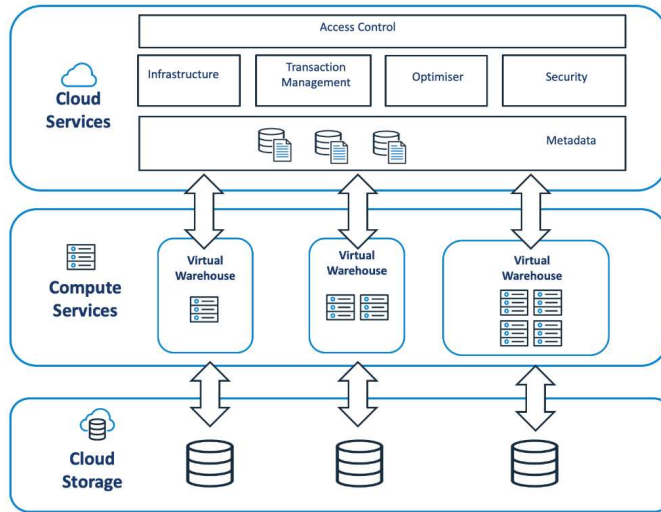 Access Control
Infrastructure
Transaction
Management
Optimiser
Security
Cloud
Services
Metadata
Virtual
Warehouse
Virtual
Warehouse
Virtual
Warehouse
Compute
Services
Cloud
Storage